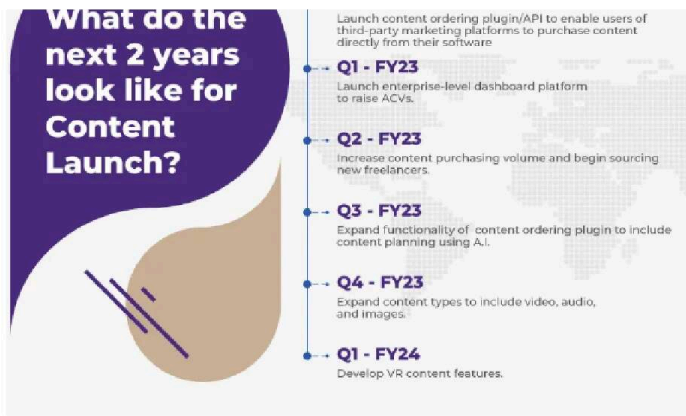 What do the
next 2 years
look like for
Content
Launch?
Launch content ordering plugin/API to enable users of
third-party marketing platforms to purchase content
directly from their software
Q1 - FY23
Launch enterprise-level dashboard platform
to raise ACVs.
Q2 - FY23
Increase content purchasing volume and begin sourcing
new freelancers.
Q3 - FY23
Expand functionality of content ordering plugin to include
content planning using A.I.
Q4 - FY23
Expand content types to include video, audio,
and images.
Q1 - FY24
Develop VR content features.